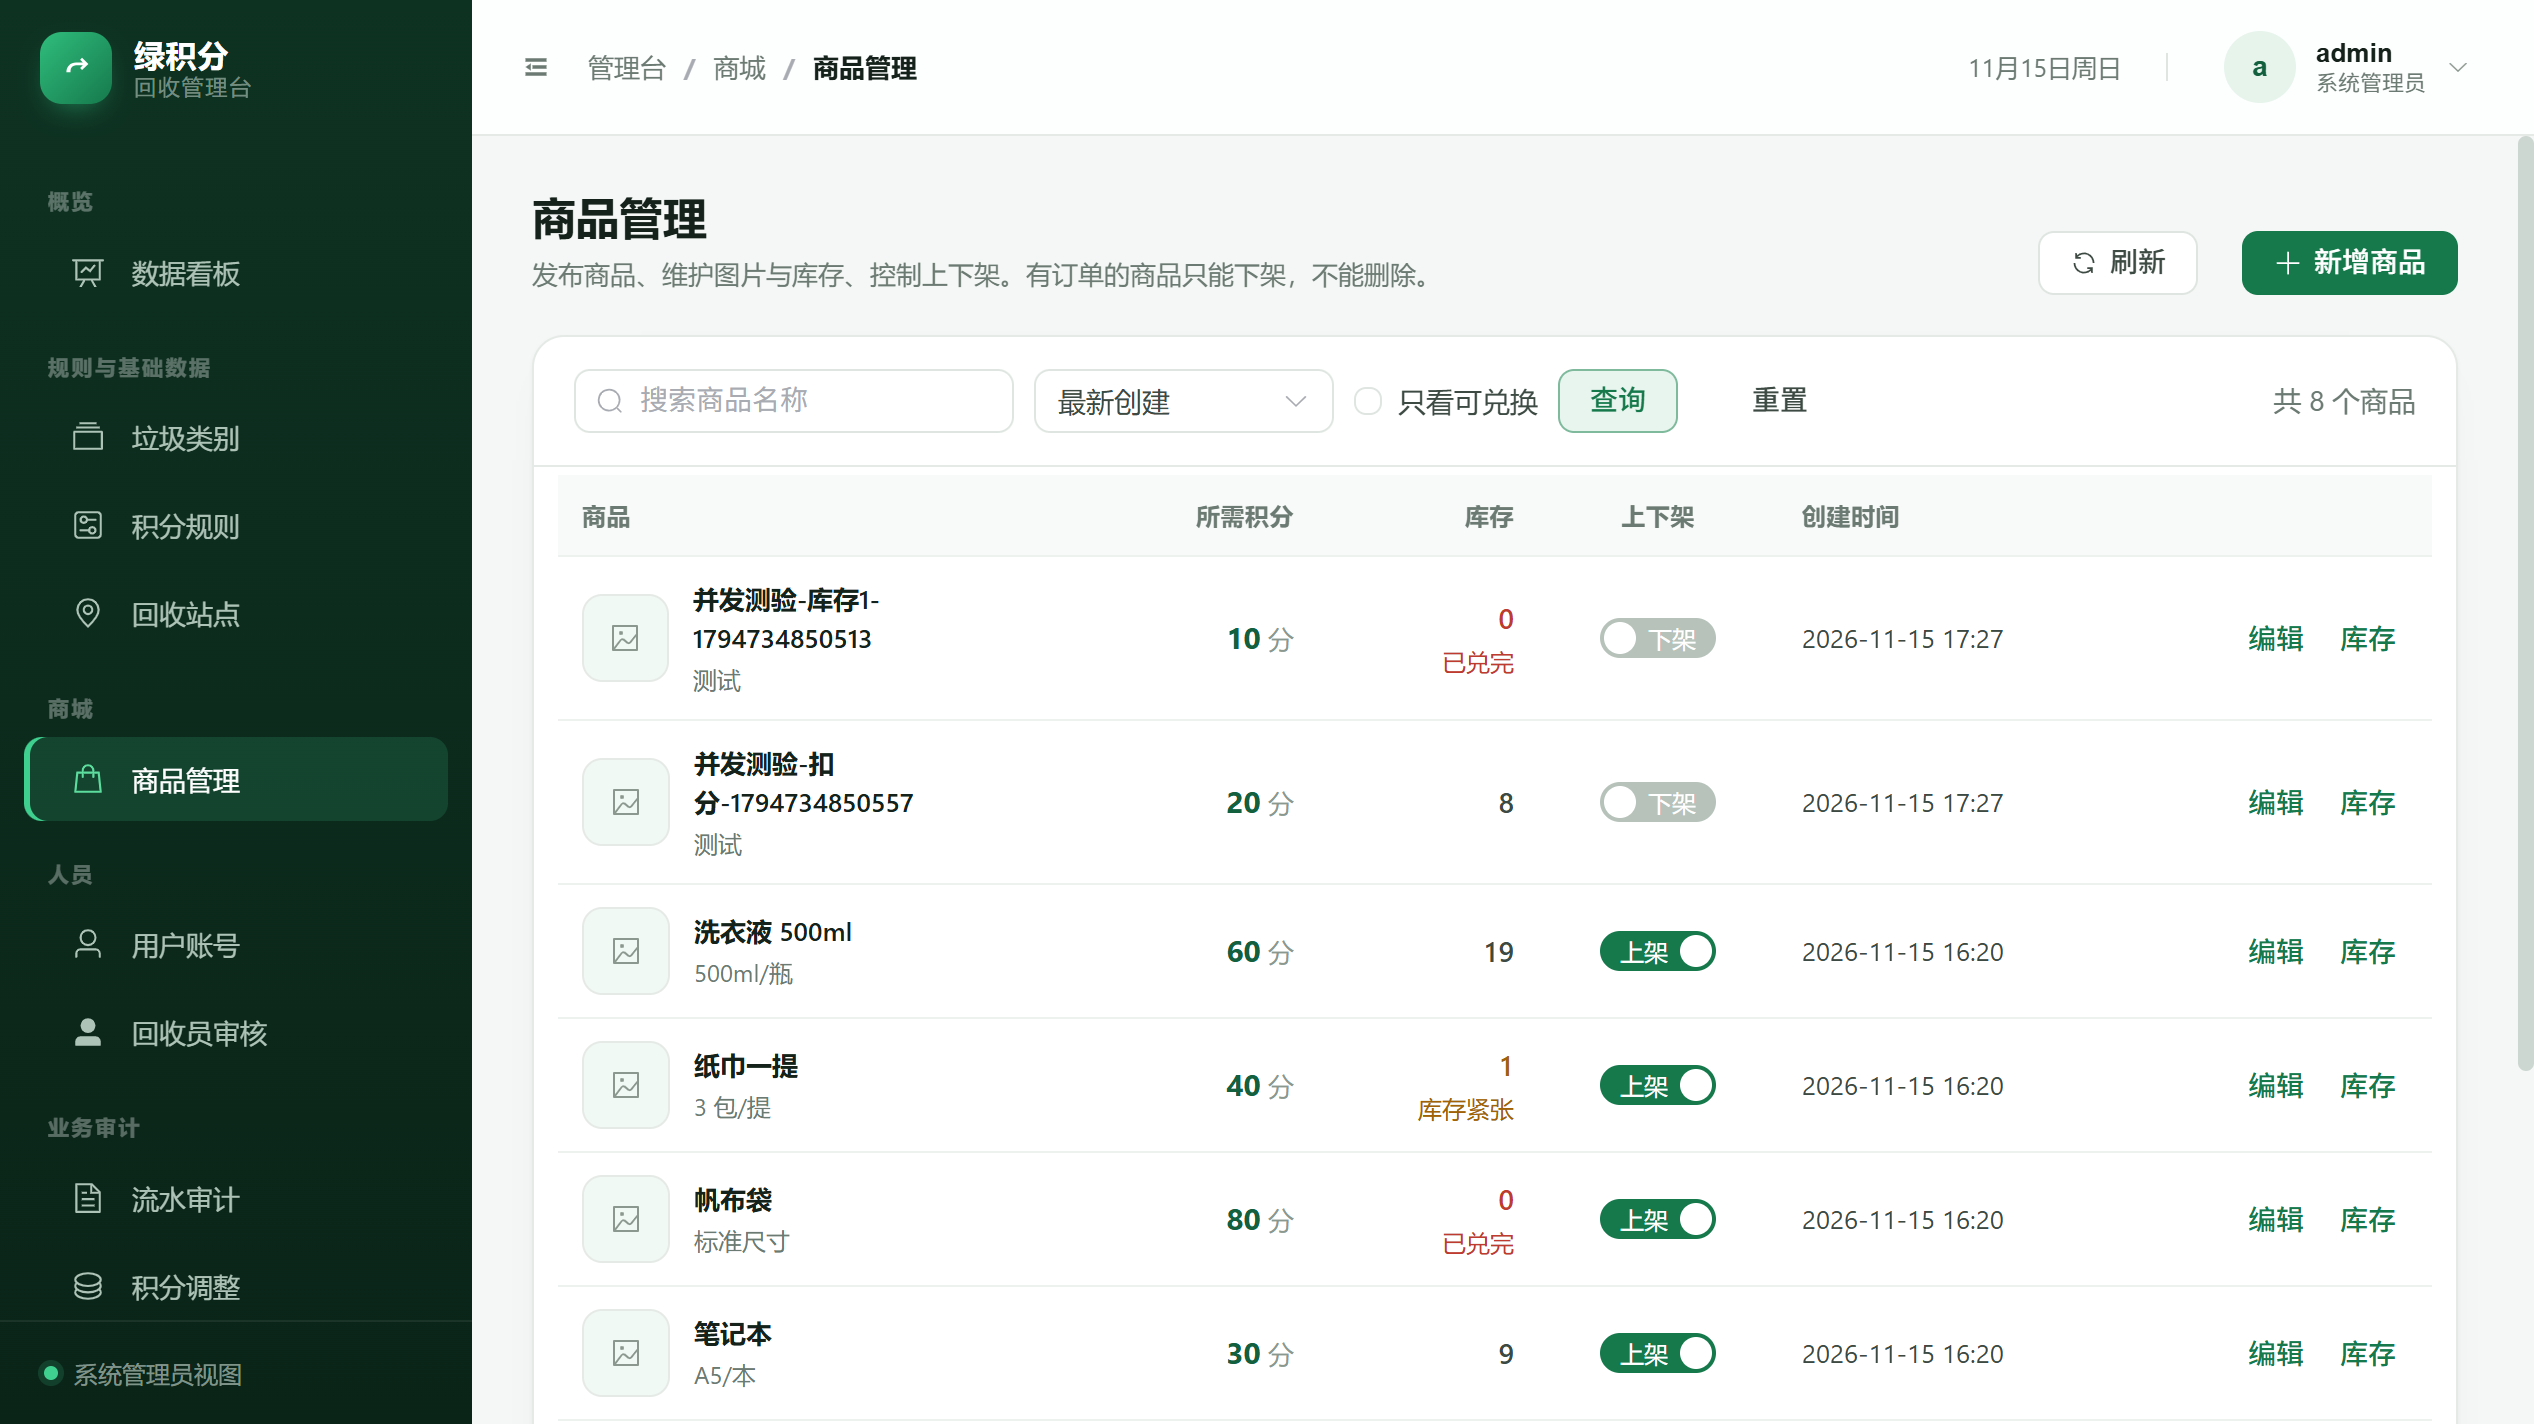 绿积分
回收管理台
概览
数据看板
规则与基础数据
垃圾类别
积分规则
回收站点
商城
商品管理
人员
用户账号
回收员审核
业务审计
流水审计
积分调整
系统管理员视图
管理台 / 商城 / 商品管理
11月15日周日
a
admin
系统管理员
商品管理
发布商品、维护图片与库存、控制上下架。有订单的商品只能下架，不能删除。
刷新
新增商品
搜索商品名称
最新创建
只看可兑换
查询
重置
共 8 个商品
商品 所需积分 库存 上下架 创建时间
并发测验-库存1-
1794734850513
测试
10 分
0
已兑完
下架
2026-11-15 17:27
编辑 库存
并发测验-扣
分-1794734850557
测试
20 分
8
下架
2026-11-15 17:27
编辑 库存
洗衣液 500ml
500ml/瓶
60 分
19
上架
2026-11-15 16:20
编辑 库存
纸巾一提
3 包/提
40 分
1
库存紧张
上架
2026-11-15 16:20
编辑 库存
帆布袋
标准尺寸
80 分
0
已兑完
上架
2026-11-15 16:20
编辑 库存
笔记本
A5/本
30 分
9
上架
2026-11-15 16:20
编辑 库存